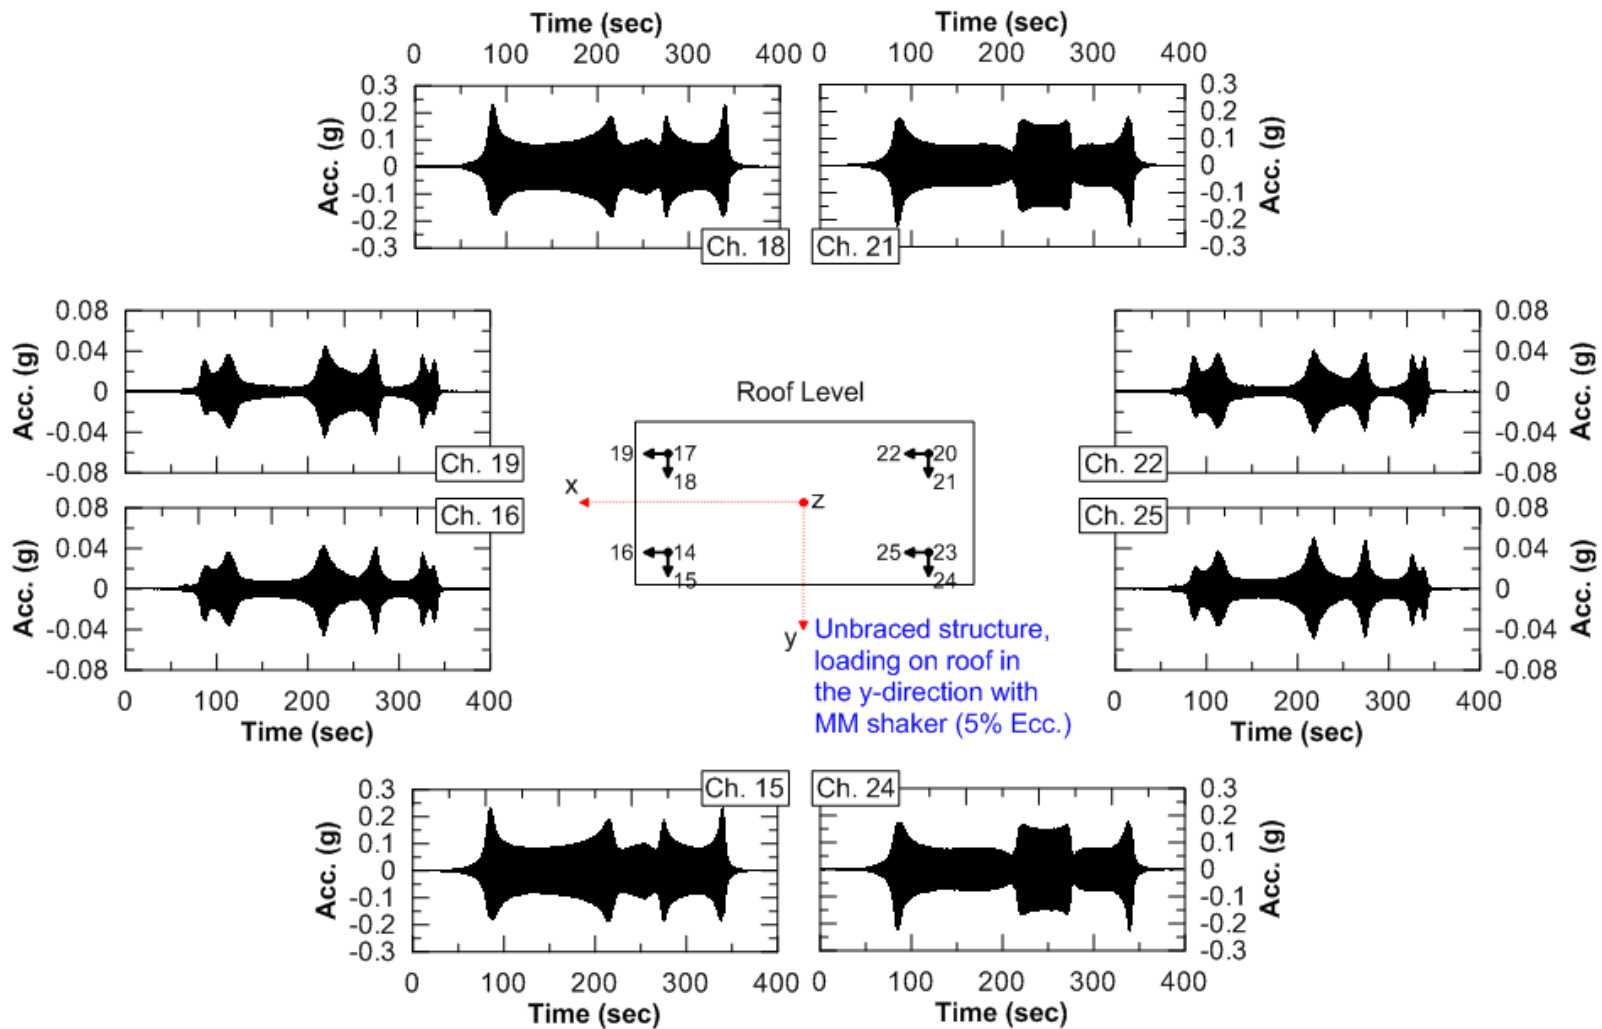 Time (sec) Time (sec)
0 100 200 300 400 0 100 200 300 400
0.3 0.2 0.1 0 -0.1 -0.2 -0.3
Acc. (g)
Ch. 18
Ch. 21
0.3 0.2 0.1 0 -0.1 -0.2 -0.3
Acc. (g)
0.08 0.04 0 -0.04 -0.08
Acc. (g)
Ch. 19
Roof Level
19 17
18
22 20
21
x
z
16 14
15
25 23
24
y
Unbraced structure,
loading on roof in
the y-direction with
MM shaker (5% Ecc.)
Ch. 22
0.08 0.04 0 -0.04 -0.08
Acc. (g)
0.08 0.04 0 -0.04 -0.08
Acc. (g)
Ch. 16
0 100 200 300 400
Time (sec)
Ch. 25
0.08 0.04 0 -0.04 -0.08
Acc. (g)
0 100 200 300 400
Time (sec)
0.3 0.2 0.1 0 -0.1 -0.2 -0.3
Acc. (g)
Ch. 15
Ch. 24
0.3 0.2 0.1 0 -0.1 -0.2 -0.3
Acc. (g)
0 100 200 300 400 0 100 200 300 400
Time (sec) Time (sec)